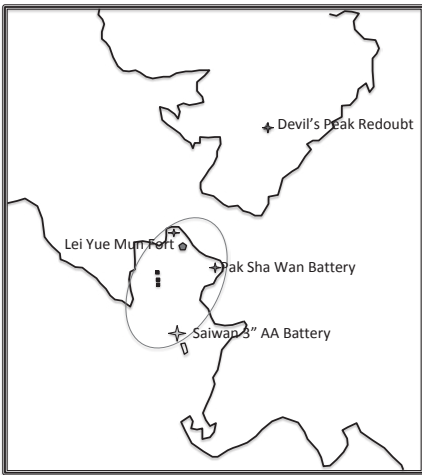 Devil's Peak Redoubt
Lei Yue Mun Fort
Pak Sha Wan Battery
Saiwan 3" AA Battery